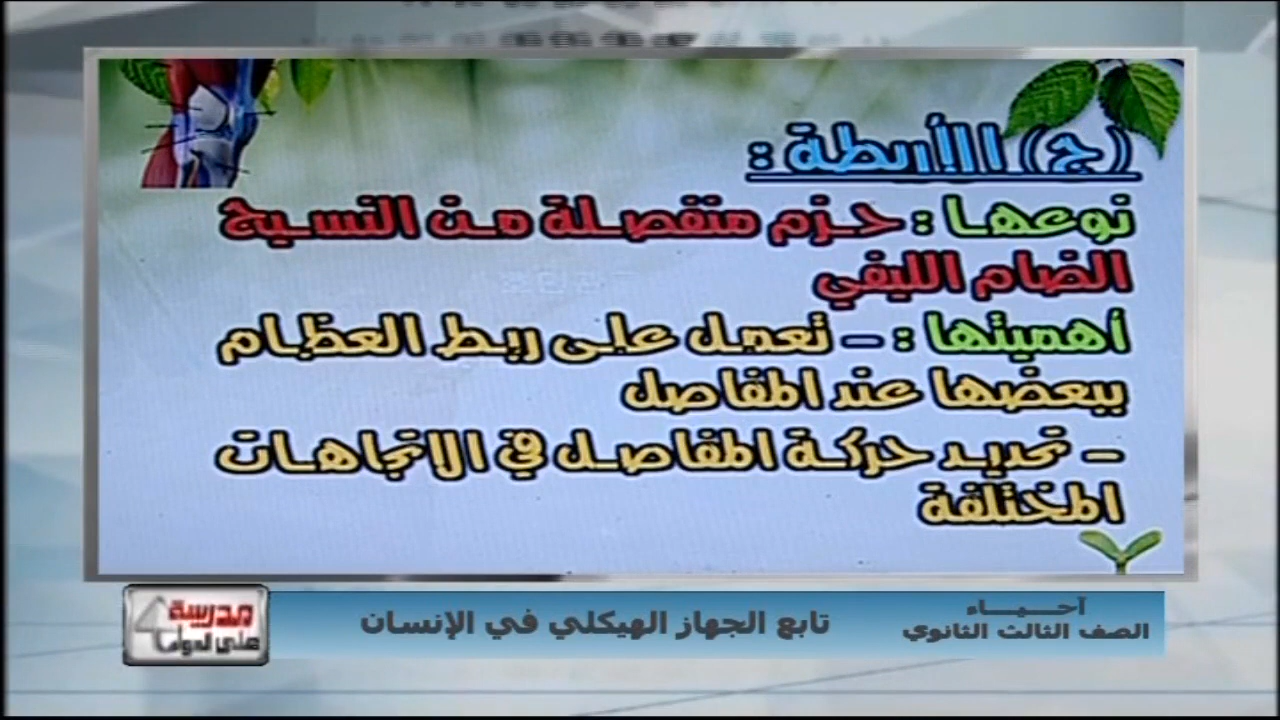 (ج) الأربطة :
نوعها : حزم منفصلة من النسيج
الضام الليفي
أهميتها : - تعمل على ربط العظام
ببعضها عند المفاصل
- تحديد حركة المفاصل في الاتجاهات
المختلفة
أحياء
الصف الثالث الثانوي
تابع الجهاز الهيكلي في الإنسان
مدرسة
على الهواء